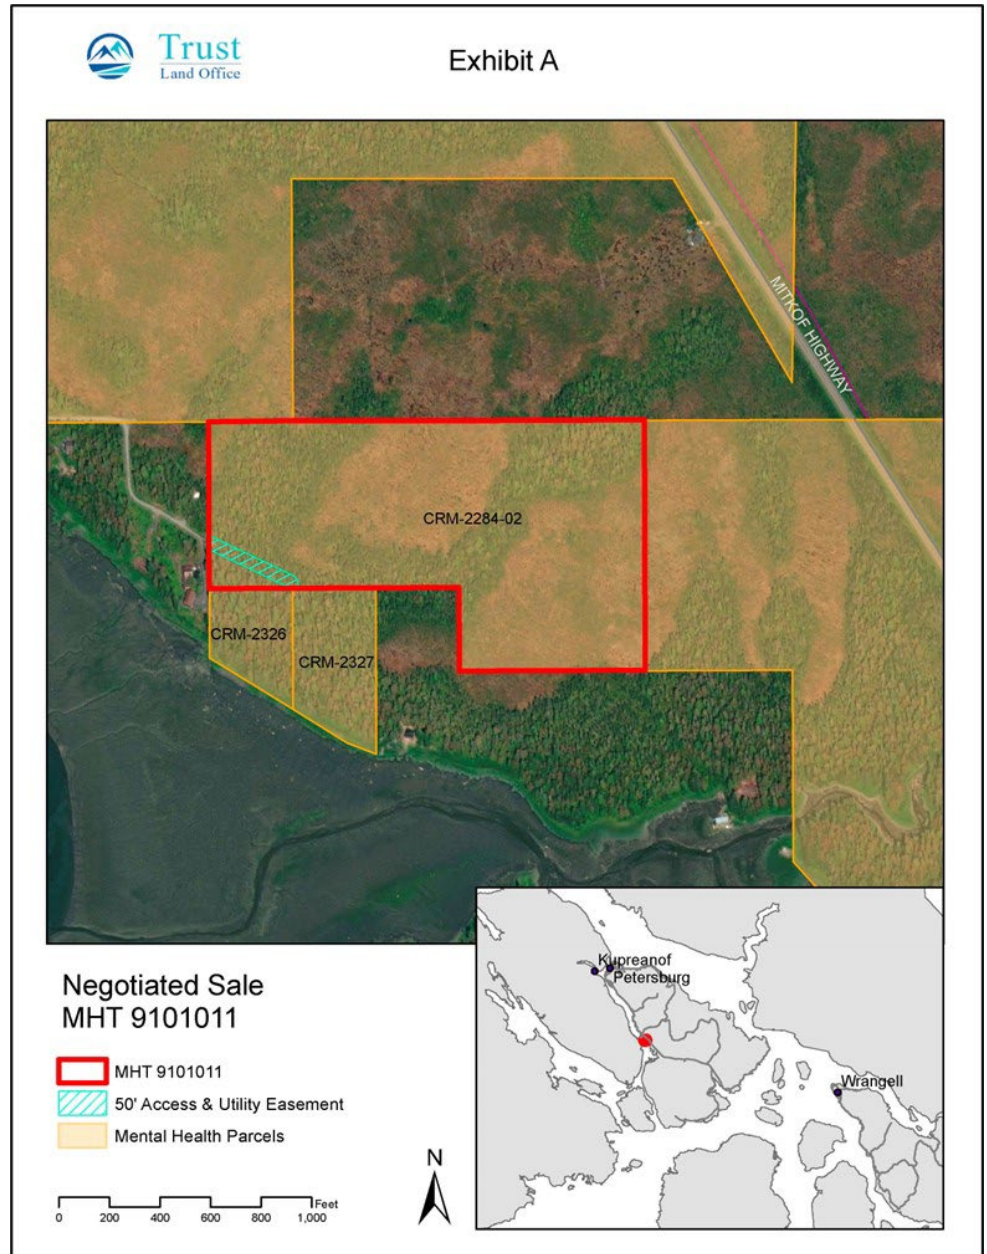 Trust
Land Office
Exhibit A
MITKOF HIGHWAY
CRM-2284-02
CRM-2326
CRM-2327
Kupreanof
Petersburg
Wrangell
Negotiated Sale
MHT 9101011
MHT 9101011
50' Access & Utility Easement
Mental Health Parcels
N
Feet
0 200 400 600 800 1,000